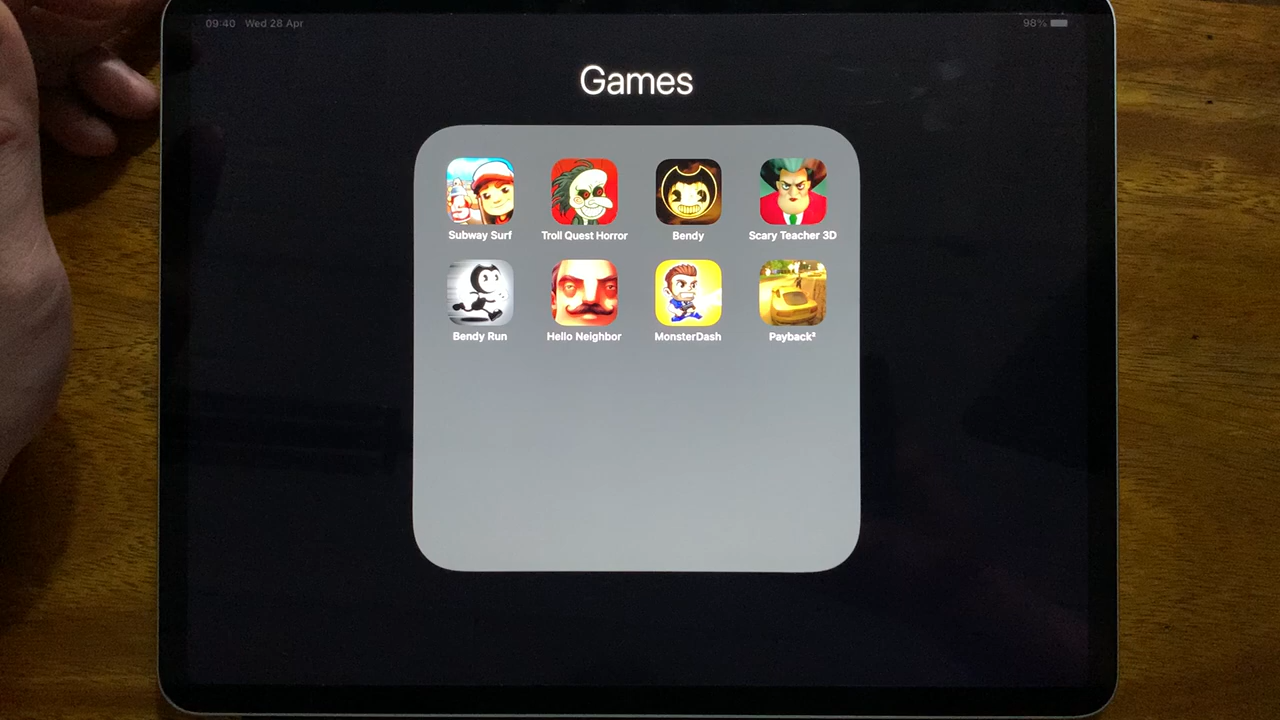 09:40 Wed 28 Apr 98%
Games
Subway Surf Troll Quest Horror Bendy Scary Teacher 3D
Bendy Run Hello Neighbor MonsterDash Payback²